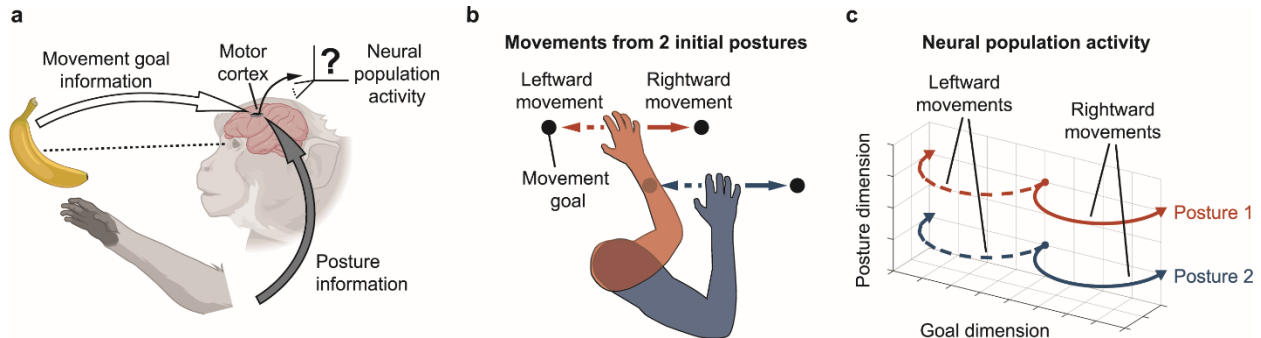 a
Movement goal
information
Motor
cortex
?
Neural
population
activity
Posture
information
b
Movements from 2 initial postures
Leftward
movement
Rightward
movement
Movement
goal
c
Neural population activity
Leftward
movements
Rightward
movements
Posture dimension
Posture 1
Posture 2
Goal dimension